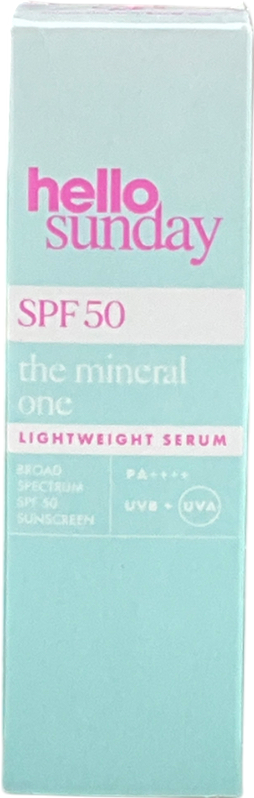 hello
sunday
SPF 50
the mineral
one
LIGHTWEIGHT SERUM
BROAD
SPECTRUM
SPF 50
SUNSCREEN
PA++++
UVB + UVA